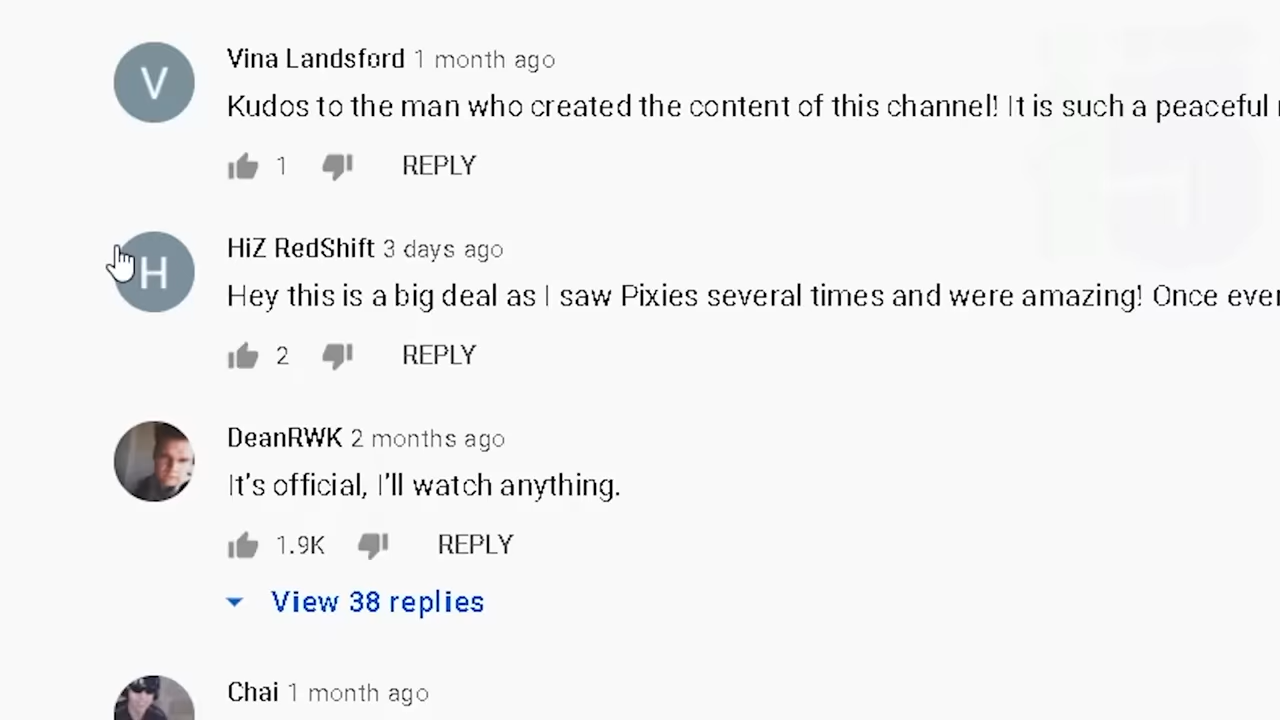 V
Vina Landsford 1 month ago
Kudos to the man who created the content of this channel! It is such a peaceful
1 REPLY
H
HiZ RedShift 3 days ago
Hey this is a big deal as I saw Pixies several times and were amazing! Once
2 REPLY
DeanRWK 2 months ago
It's official, I'll watch anything.
1.9K REPLY
View 38 replies
Chai 1 month ago